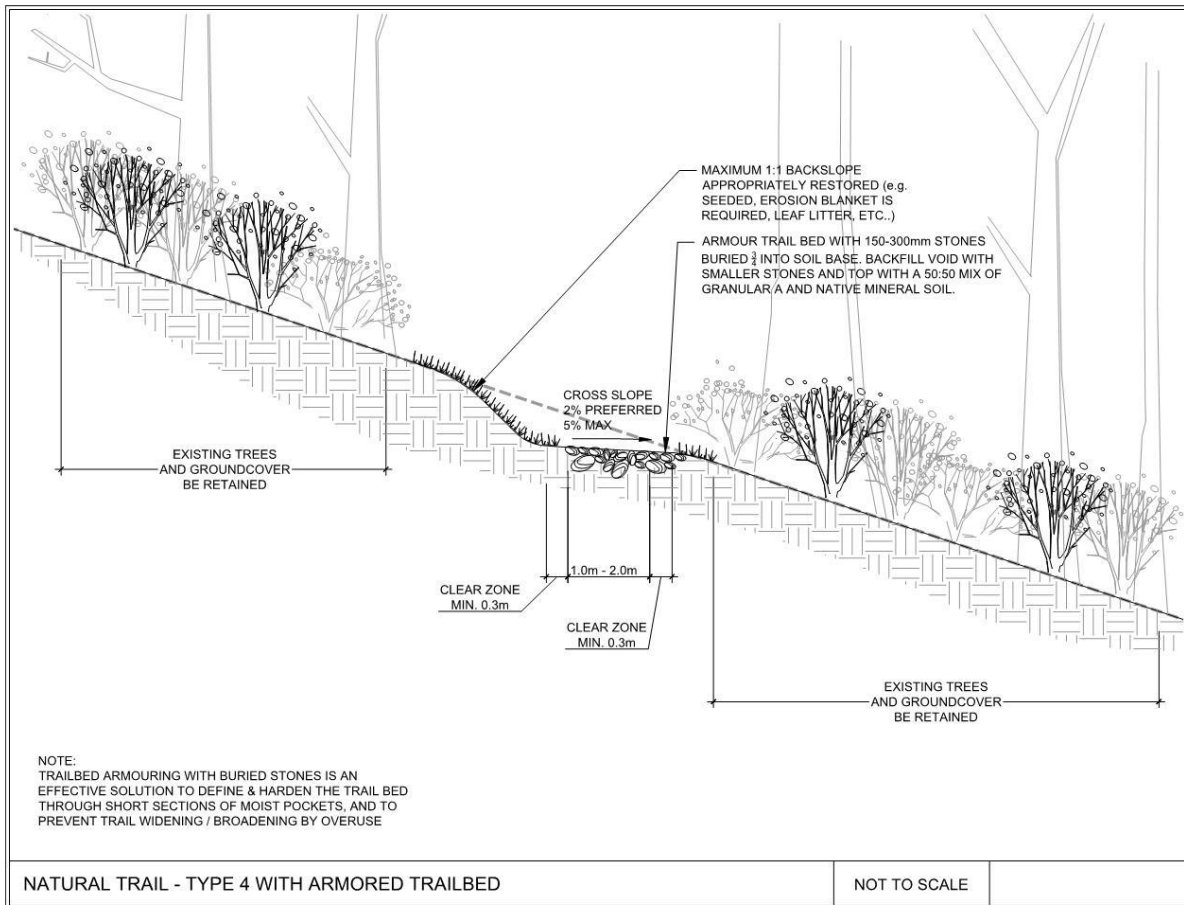 MAXIMUM 1:1 BACKSLOPE
APPROPRIATELY RESTORED (e.g.
SEEDED, EROSION BLANKET IS
REQUIRED, LEAF LITTER, ETC..)
ARMOUR TRAIL BED WITH 150-300mm STONES
BURIED 3/4 INTO SOIL BASE. BACKFILL VOID WITH
SMALLER STONES AND TOP WITH A 50:50 MIX OF
GRANULAR A AND NATIVE MINERAL SOIL.
CROSS SLOPE
2% PREFERRED
5% MAX
EXISTING TREES
AND GROUNDCOVER
BE RETAINED
1.0m - 2.0m
CLEAR ZONE
MIN. 0.3m
CLEAR ZONE
MIN. 0.3m
EXISTING TREES
AND GROUNDCOVER
BE RETAINED
NOTE:
TRAILBED ARMOURING WITH BURIED STONES IS AN
EFFECTIVE SOLUTION TO DEFINE & HARDEN THE TRAIL BED
THROUGH SHORT SECTIONS OF MOIST POCKETS, AND TO
PREVENT TRAIL WIDENING / BROADENING BY OVERUSE
NATURAL TRAIL - TYPE 4 WITH ARMORED TRAILBED
NOT TO SCALE